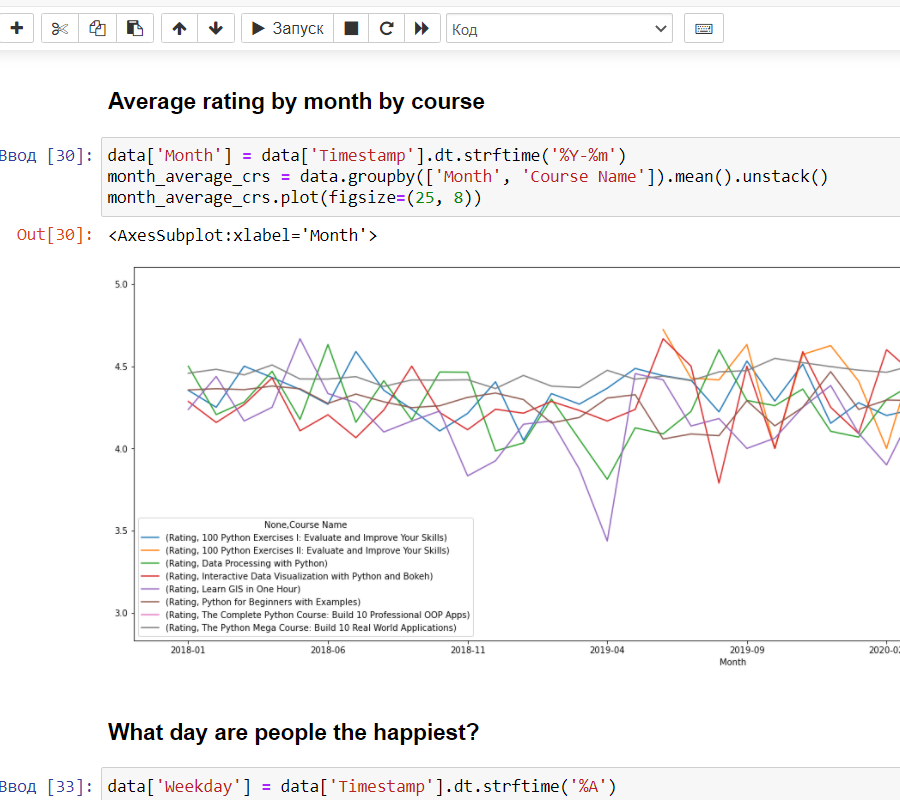 Запуск
Код
Average rating by month by course
Ввод [30]:
data['Month'] = data['Timestamp'].dt.strftime('%Y-%m')
month_average_crs = data.groupby(['Month', 'Course Name']).mean().unstack()
month_average_crs.plot(figsize=(25, 8))
Out[30]: <AxesSubplot:xlabel='Month'>
5.0
4.5
4.0
3.5
3.0
None,Course Name
(Rating, 100 Python Exercises I: Evaluate and Improve Your Skills)
(Rating, 100 Python Exercises II: Evaluate and Improve Your Skills)
(Rating, Data Processing with Python)
(Rating, Interactive Data Visualization with Python and Bokeh)
(Rating, Learn GIS in One Hour)
(Rating, Python for Beginners with Examples)
(Rating, The Complete Python Course: Build 10 Professional OOP Apps)
(Rating, The Python Mega Course: Build 10 Real World Applications)
2018-01 2018-06 2018-11 2019-04 2019-09 2020-02
Month
What day are people the happiest?
Ввод [33]:
data['Weekday'] = data['Timestamp'].dt.strftime('%A')